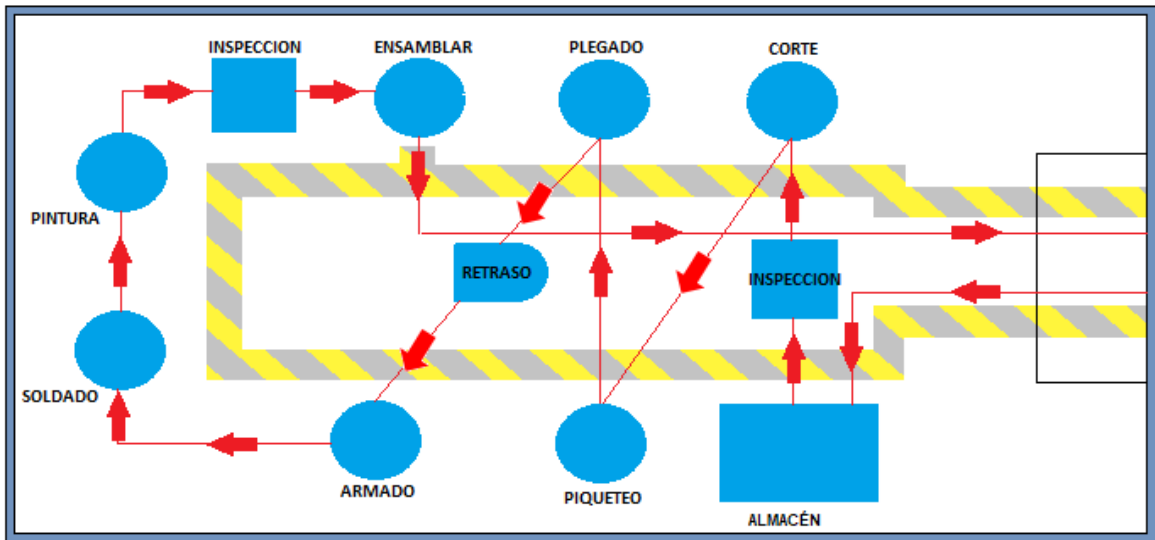 INSPECCION
ENSAMBLAR
PLEGADO
CORTE
PINTURA
RETRASO
INSPECCION
SOLDADO
ARMADO
PIQUETEO
ALMACÉN